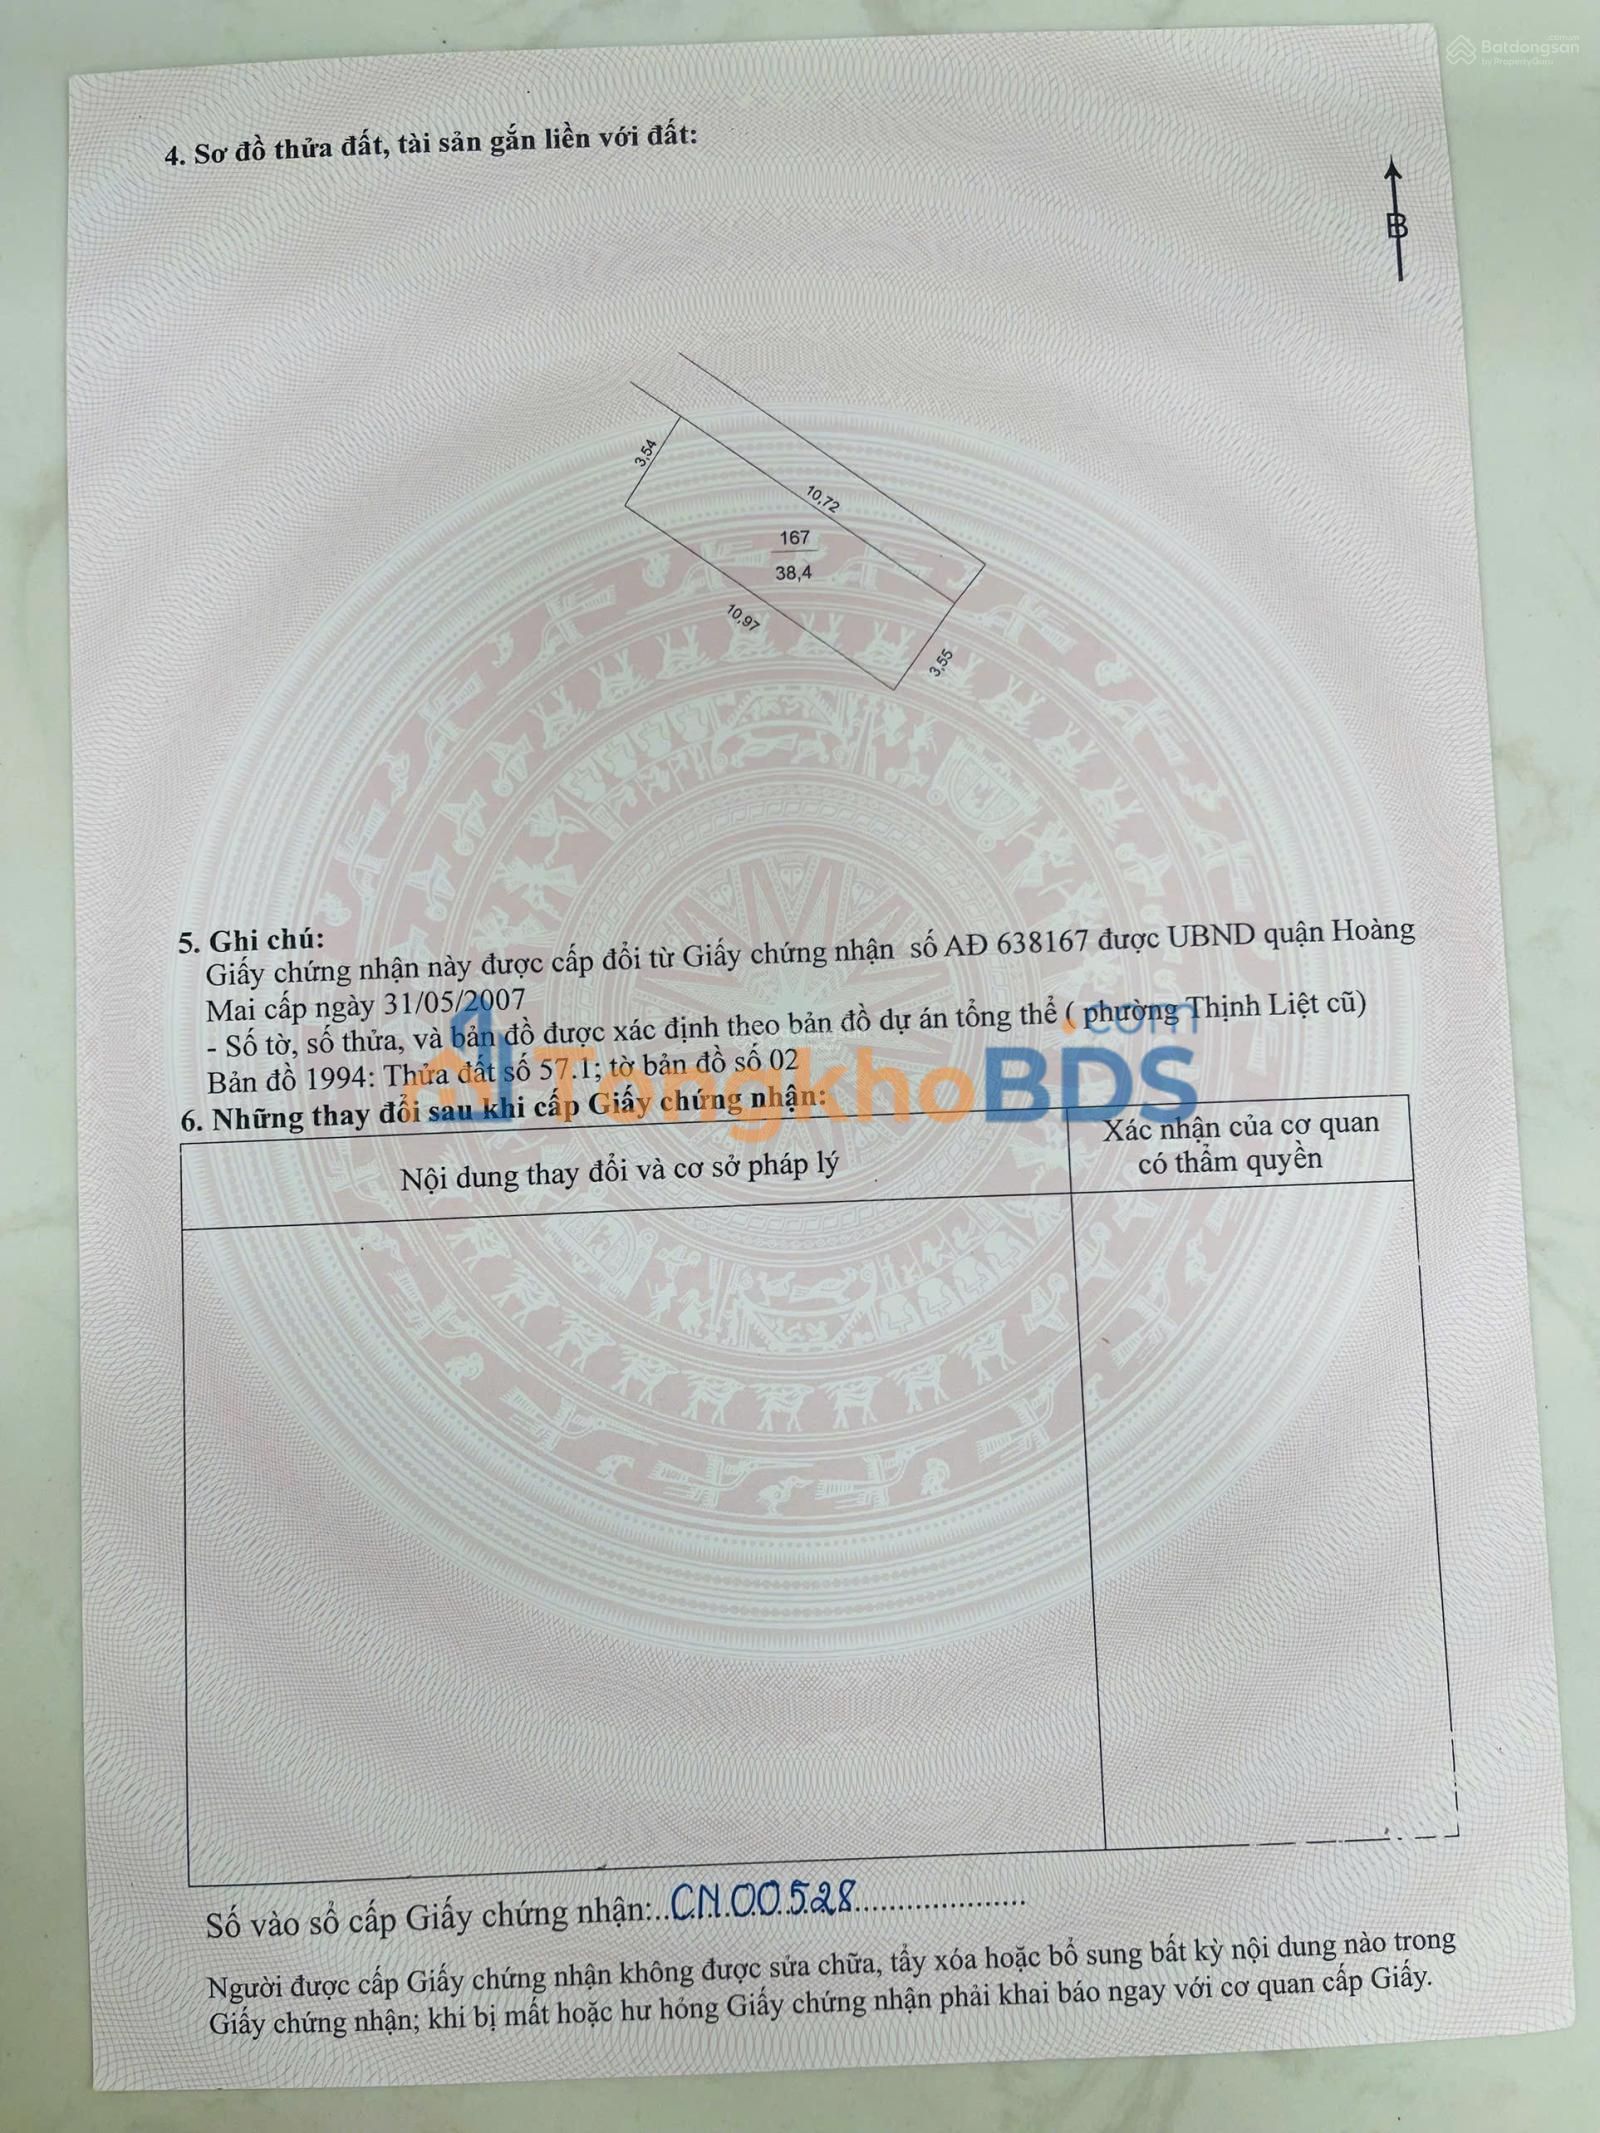 Batdongsan.com.vn
by PropertyGuru
4. Sơ đồ thửa đất, tài sản gắn liền với đất:
B
3,54
10,72
167
38,4
10,97
3,55
5. Ghi chú:
Giấy chứng nhận này được cấp đổi từ Giấy chứng nhận số AĐ 638167 được UBND quận Hoàng
Mai cấp ngày 31/05/2007
- Số tờ, số thửa, và bản đồ được xác định theo bản đồ dự án tổng thể ( phường Thịnh Liệt cũ)
Bản đồ 1994: Thửa đất số 57.1; tờ bản đồ số 02
TongkhoBDS.com
6. Những thay đổi sau khi cấp Giấy chứng nhận:
Nội dung thay đổi và cơ sở pháp lý
Xác nhận của cơ quan
có thẩm quyền
Số vào sổ cấp Giấy chứng nhận:..CN.00.528.....................
Người được cấp Giấy chứng nhận không được sửa chữa, tẩy xóa hoặc bổ sung bất kỳ nội dung nào trong
Giấy chứng nhận; khi bị mất hoặc hư hỏng Giấy chứng nhận phải khai báo ngay với cơ quan cấp Giấy.